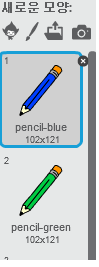 새로운 모양:
1
pencil-blue
102x121
2
pencil-green
102x121